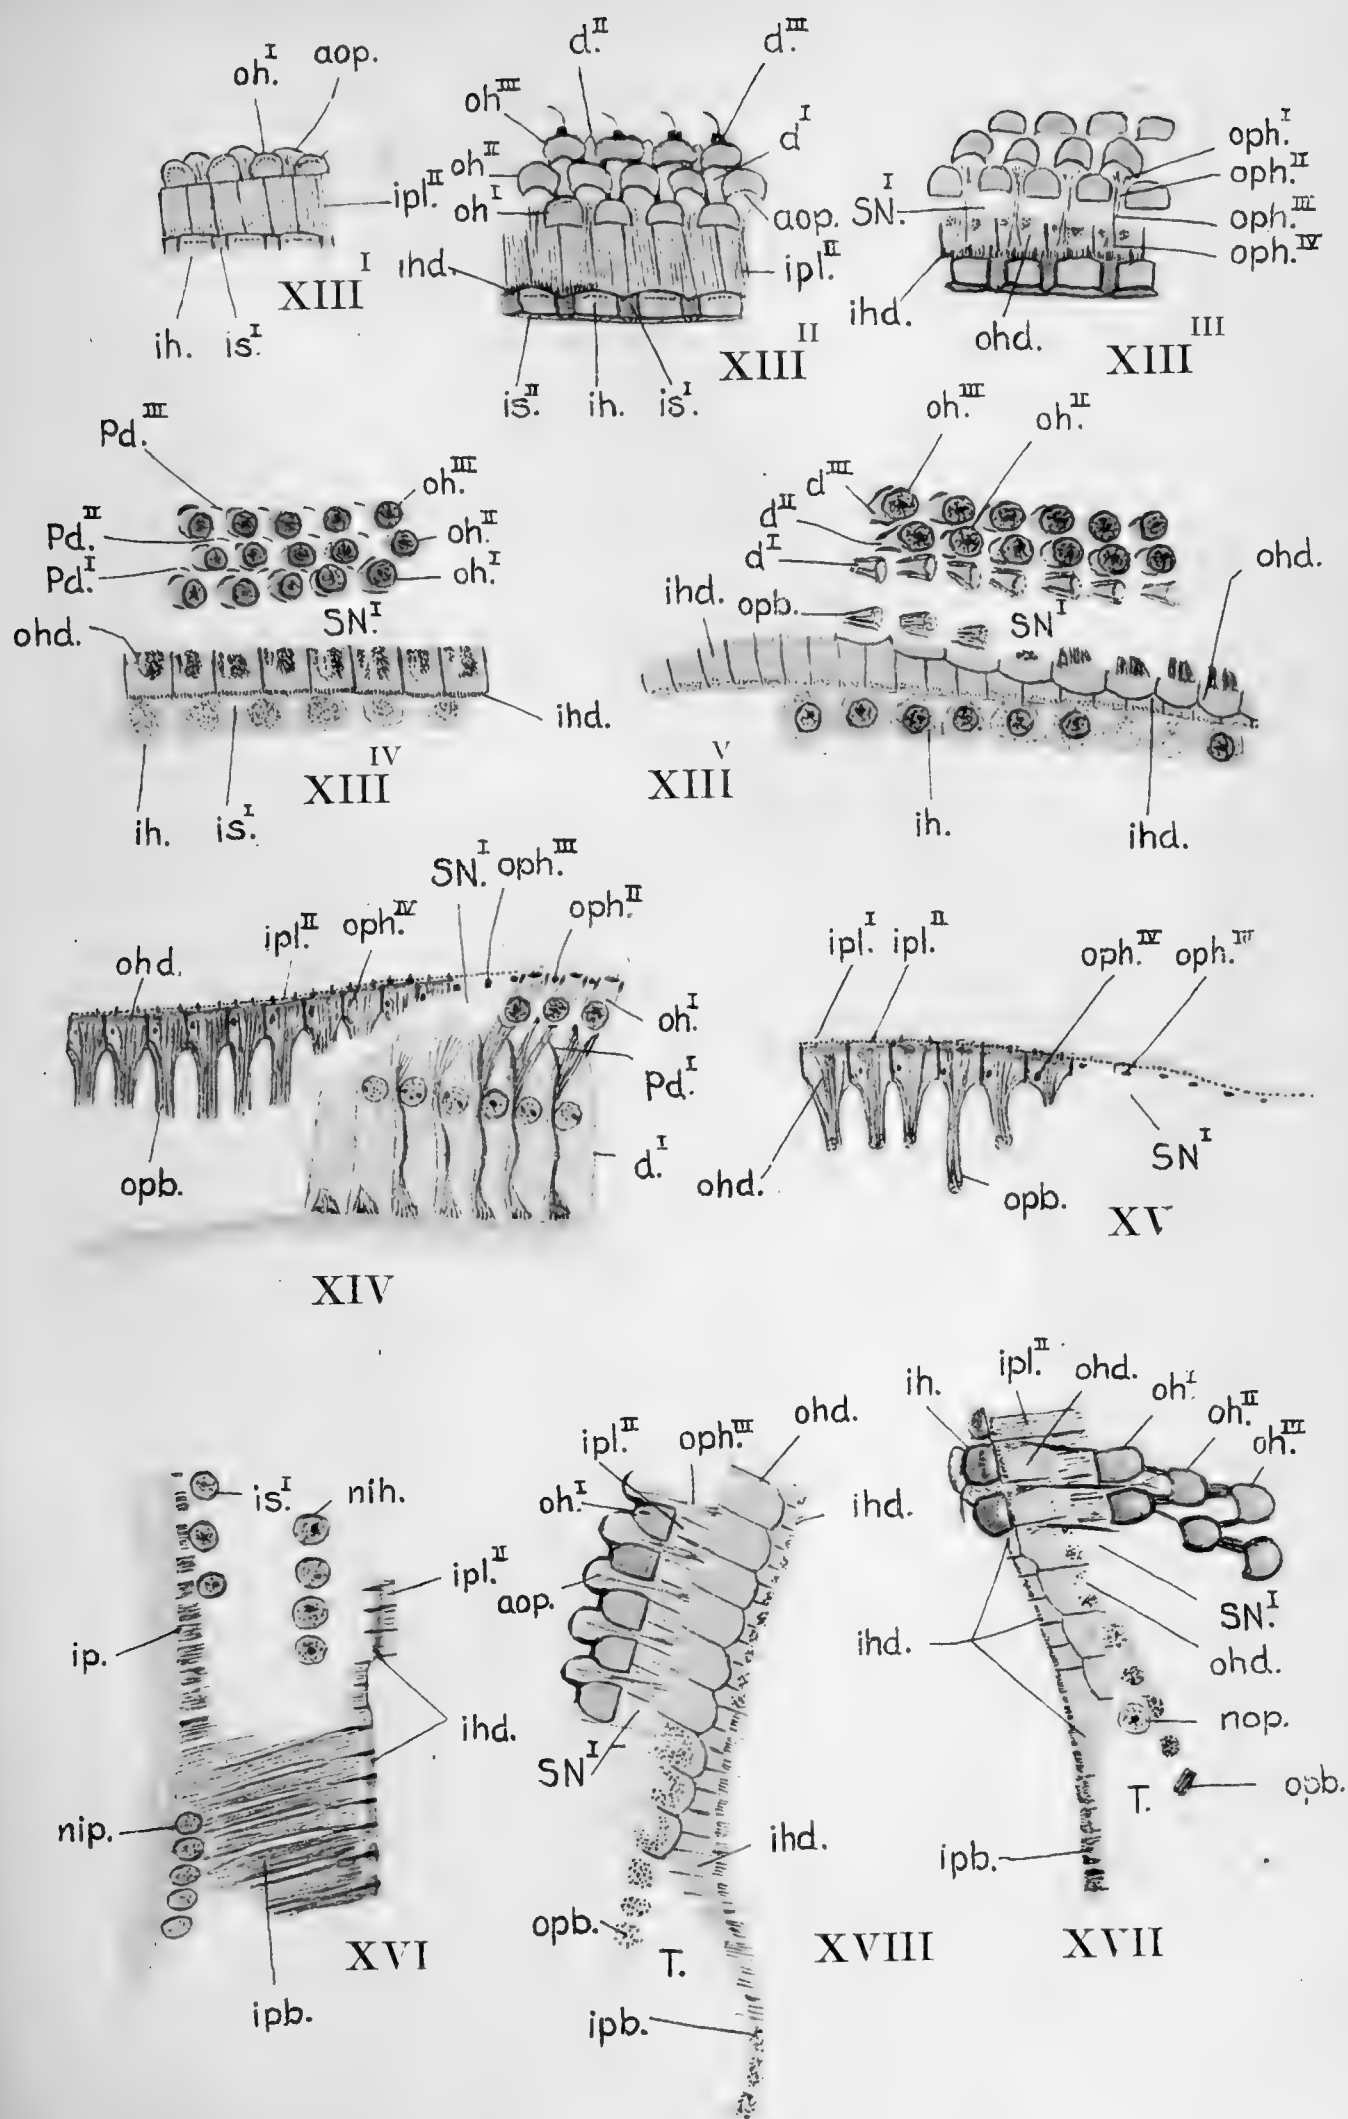 oh.I aop.
ipl.II
ih. is.I
XIII I
d.II d.III
oh III
d I
oh II
oh I
aop.
ihd. ipl.II
is.II ih. is.I
XIII II
oph.I
oph.II
SN.I
oph.III
oph.IV
ihd. ohd.
XIII III
Pd.III
oh.III
Pd.II
oh.II
Pd.I oh.I
SN.I
ohd.
ihd.
ih. is.I
XIII IV
oh.III oh.II
d III
d II
d I
ohd.
ihd. opb.
SN I
ih. ihd.
XIII V
SN.I oph.III
oph.II
ipl.II oph.IV
ohd.
oh.I
Pd.I
d.I
opb.
XIV
ipl.I ipl.II
oph.IV
ohd. opb. SN I
XV
is.I nih.
ipl.II
ip.
ihd.
nip.
ipb.
XVI
ipl.II oph.III ohd.
oh.I
ihd.
aop.
SN I
ihd.
opb.
T.
ipb.
XVIII
ih. ipl.II ohd. oh.I
oh.II
oh.III
SN.I
ihd. ohd.
nop.
T. opb.
ipb.
XVII